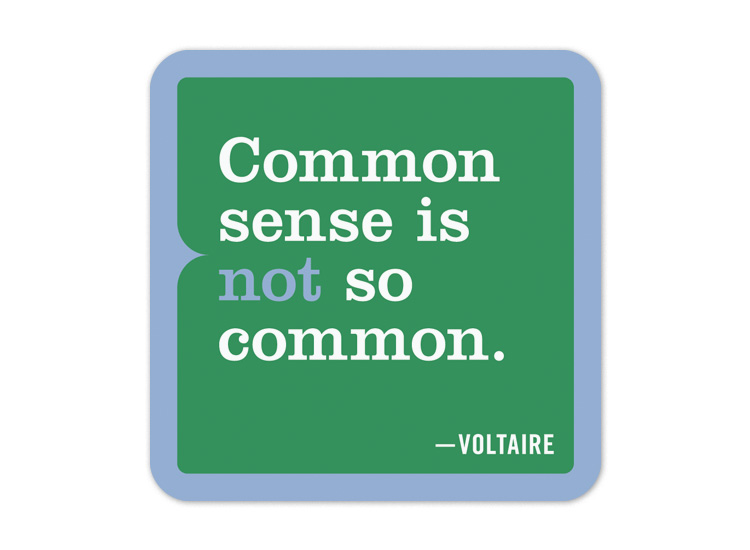 Common
sense is
not so
common.
—VOLTAIRE